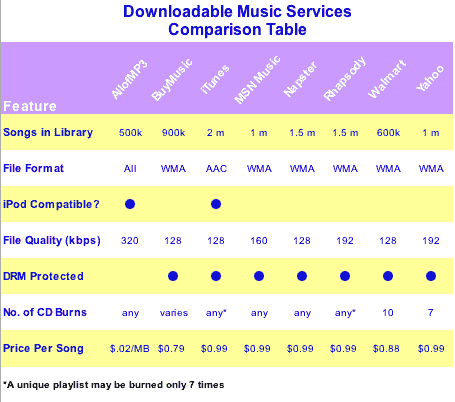 Downloadable Music Services
Comparison Table
Feature AllofMP3 BuyMusic iTunes MSN Music Napster Rhapsody Walmart Yahoo
Songs in Library 500k 900k 2 m 1 m 1.5 m 1.5 m 600k 1 m
File Format All WMA AAC WMA WMA WMA WMA WMA
iPod Compatible?
File Quality (kbps) 320 128 128 160 128 192 128 192
DRM Protected
No. of CD Burns any varies any* any any any* 10 7
Price Per Song $.02/MB $0.79 $0.99 $0.99 $0.99 $0.99 $0.88 $0.99
*A unique playlist may be burned only 7 times